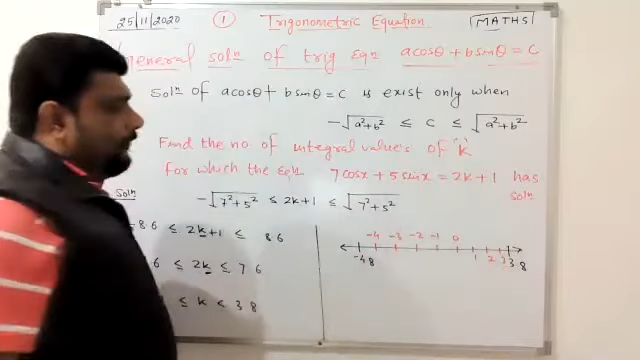 25/11/2020 ① Trigonometric Equation MATHS
General solⁿ of trig Eqn acosθ + bsinθ = C
Solⁿ of acosθ + bsinθ = c is exist only when
-√a²+b² ≤ c ≤ √a²+b²
Find the no of integral values of "K"
for which the Eqn 7cosx + 5sinx = 2k+1 has
solⁿ
Solⁿ
-√7²+5² ≤ 2k+1 ≤ √7²+5²
-8 6 ≤ 2k+1 ≤ 8 6
6 ≤ 2k ≤ 7 6
≤ k ≤ 3 8
-4 -3 -2 -1 0 1 2 3
-4.8 3.8